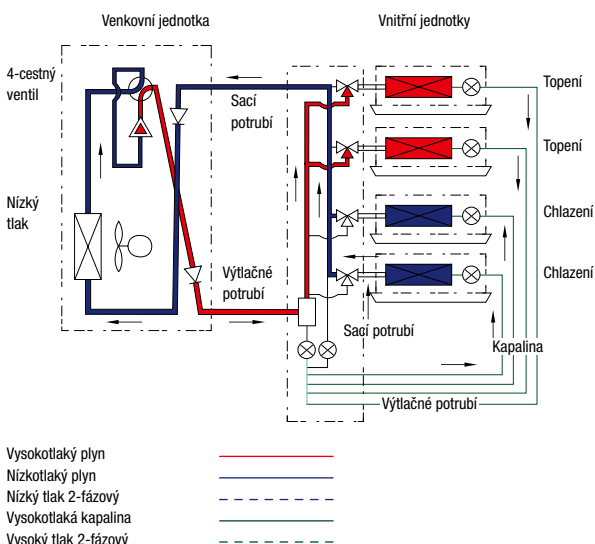 Venkovní jednotka
Vnitřní jednotky
4-cestný
ventil
Sací
potrubí
Topení
Topení
Nízký
tlak
Chlazení
Výtlačné
potrubí
Chlazení
Sací potrubí
Kapalina
Výtlačné potrubí
Vysokotlaký plyn
Nízkotlaký plyn
Nízký tlak 2-fázový
Vysokotlaká kapalina
Vysoký tlak 2-fázový